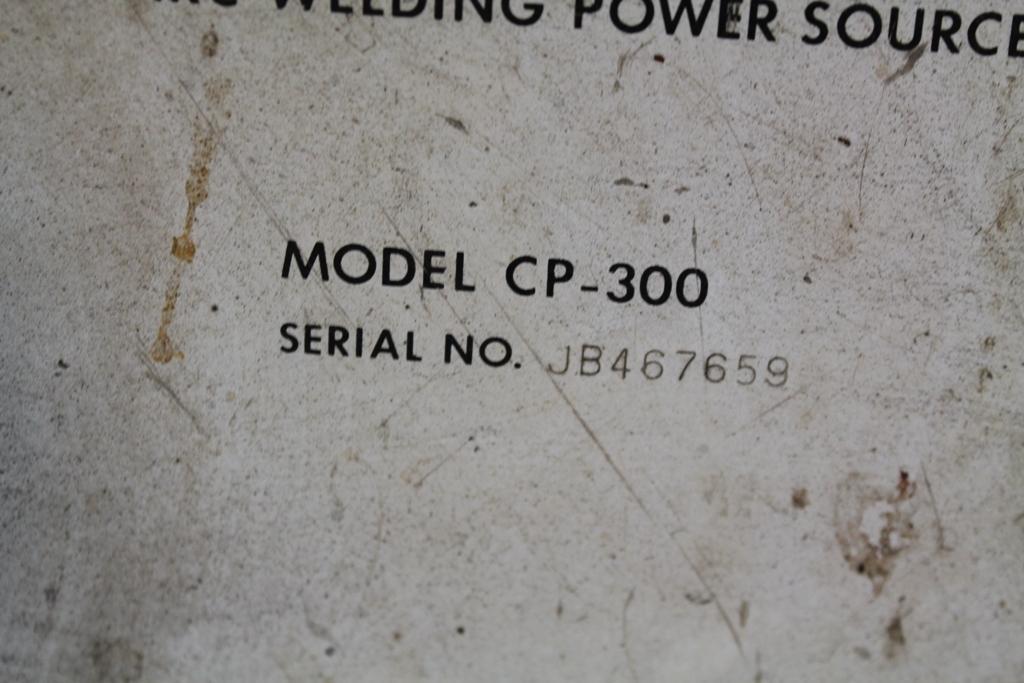 WELDING POWER SOURCE
MODEL CP-300
SERIAL NO. JB467659